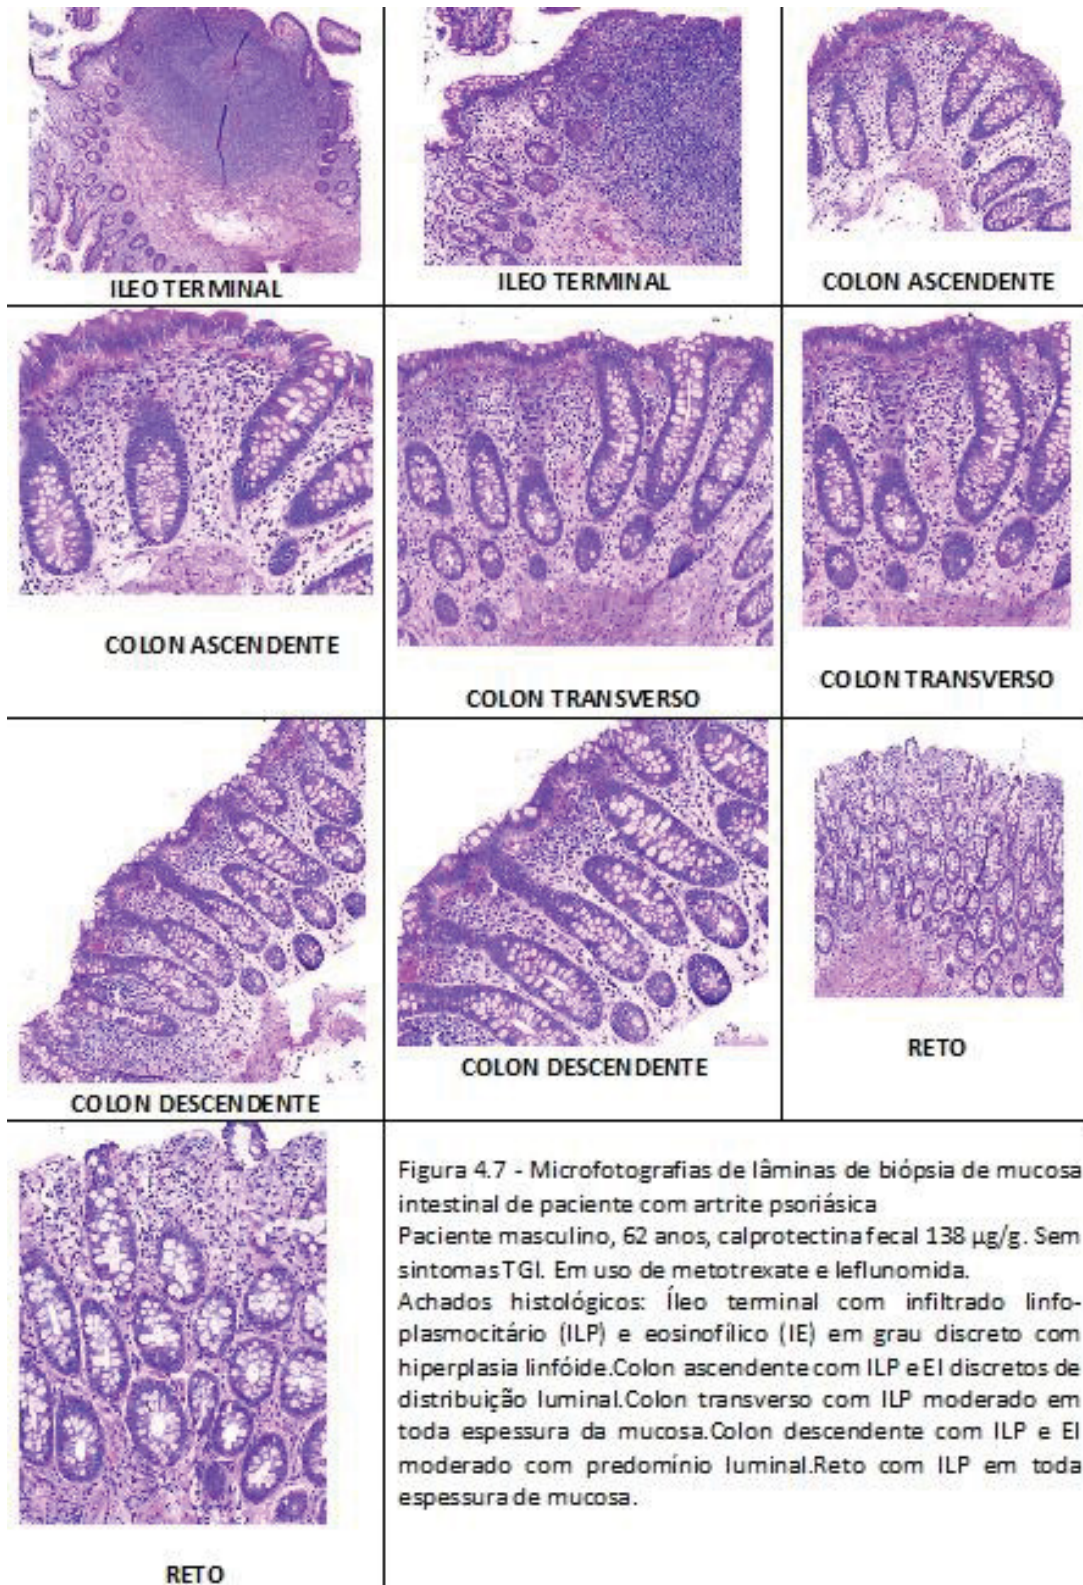 ILEO TERMINAL
ILEO TERMINAL
COLON ASCENDENTE
COLON ASCENDENTE
COLON TRANSVERSO
COLON TRANSVERSO
COLON DESCENDENTE
COLON DESCENDENTE
RETO
RETO
Figura 4.7 - Microfotografias de lâminas de biópsia de mucosa
intestinal de paciente com artrite psoriásica
Paciente masculino, 62 anos, calprotectina fecal 138 µg/g. Sem
sintomas TGI. Em uso de metotrexate e leflunomida.
Achados histológicos: Íleo terminal com infiltrado linfo-
plasmocitário (ILP) e eosinofílico (IE) em grau discreto com
hiperplasia linfóide.Colon ascendente com ILP e EI discretos de
distribuição luminal.Colon transverso com ILP moderado em
toda espessura da mucosa.Colon descendente com ILP e EI
moderado com predomínio luminal.Reto com ILP em toda
espessura de mucosa.